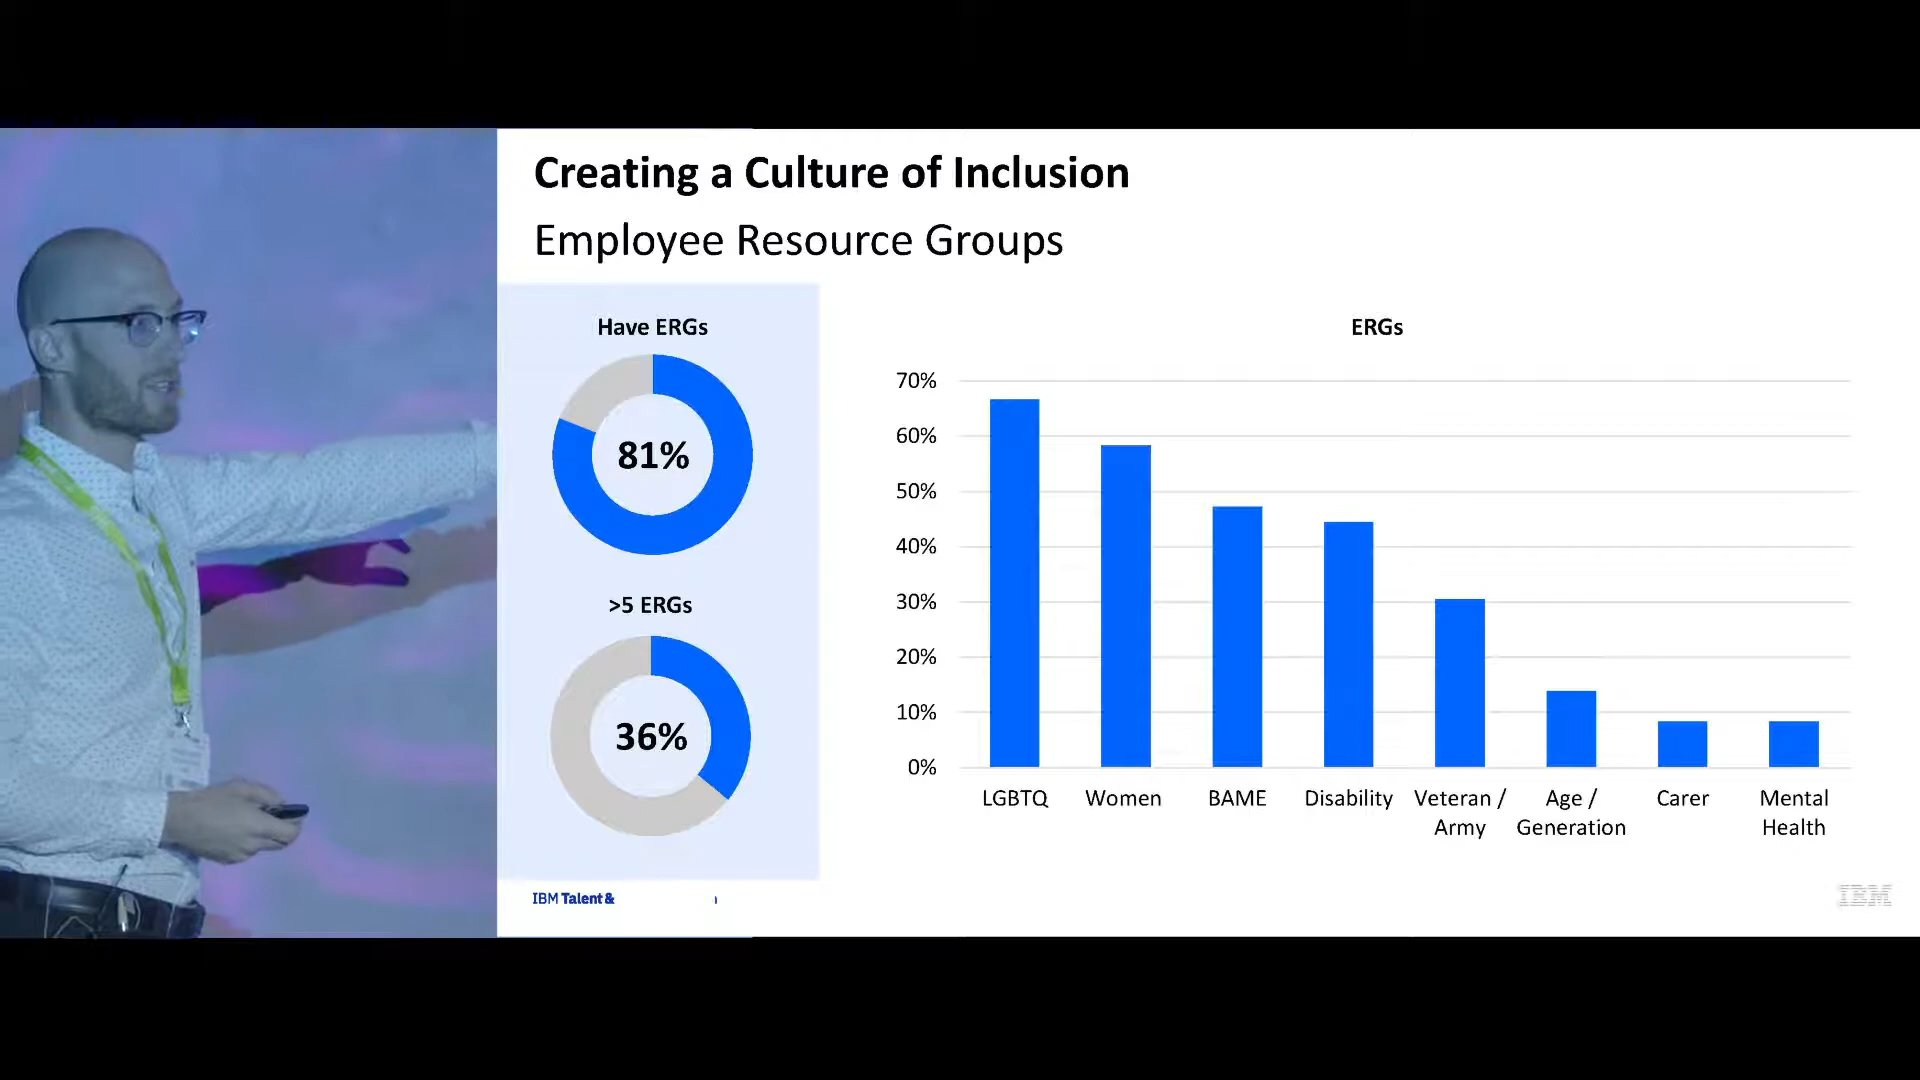 Creating a Culture of Inclusion
Employee Resource Groups
Have ERGs
81%
>5 ERGs
36%
ERGs
70%
60%
50%
40%
30%
20%
10%
0%
LGBTQ
Women
BAME
Disability
Veteran /
Army
Age /
Generation
Carer
Mental
Health
IBM Talent &
IBM